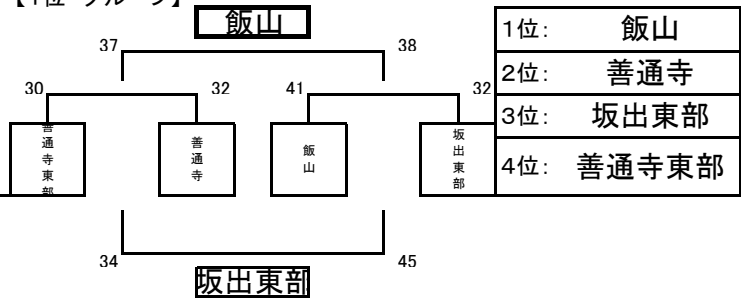 【1位 グループ】
飯山
37 38
30 32 41 32
善通寺東部 善通寺 飯山 坂出東部
34 45
坂出東部
1位: 飯山
2位: 善通寺
3位: 坂出東部
4位: 善通寺東部